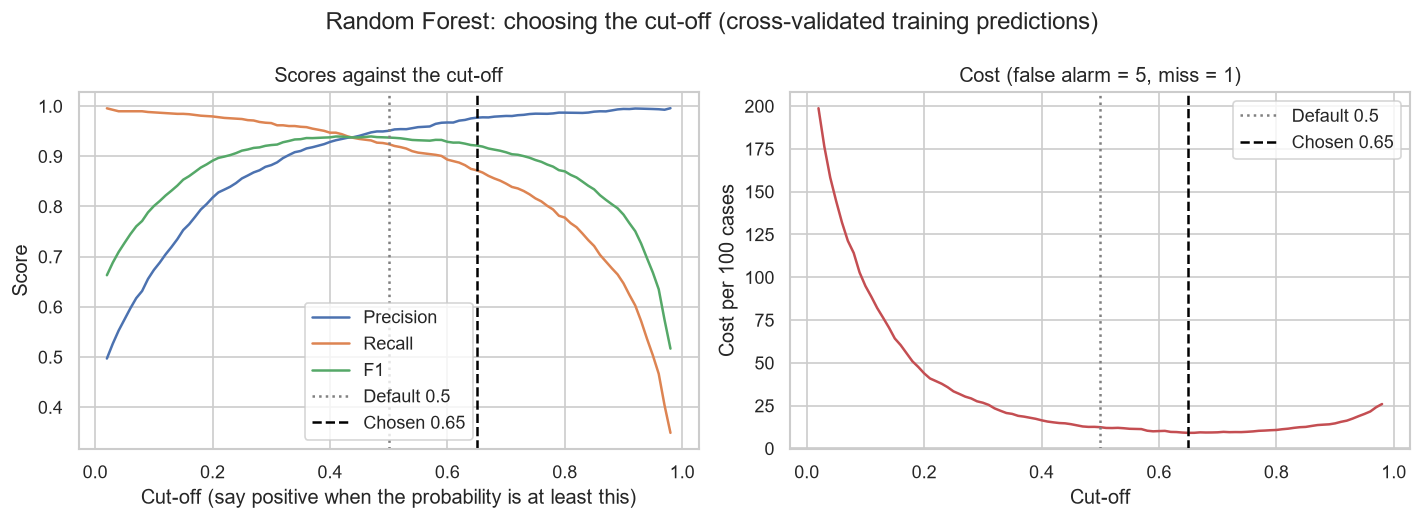 Random Forest: choosing the cut-off (cross-validated training predictions)
Scores against the cut-off
Score
1.0
0.9
0.8
0.7
0.6
0.5
0.4
Precision
Recall
F1
Default 0.5
Chosen 0.65
0.0 0.2 0.4 0.6 0.8 1.0
Cut-off (say positive when the probability is at least this)
Cost (false alarm = 5, miss = 1)
Cost per 100 cases
200
175
150
125
100
75
50
25
0
Default 0.5
Chosen 0.65
0.0 0.2 0.4 0.6 0.8 1.0
Cut-off